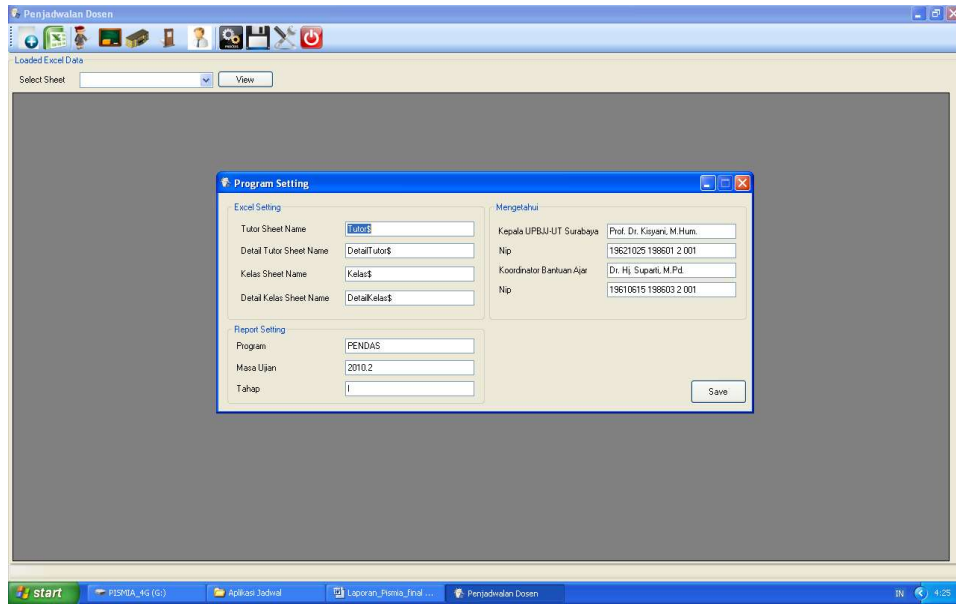 Penjadwalan Dosen
PROCESS
Loaded Excel Data
Select Sheet View
Program Setting
Excel Setting
Tutor Sheet Name Tutor$
Detail Tutor Sheet Name DetailTutor$
Kelas Sheet Name Kelas$
Detail Kelas Sheet Name DetailKelas$
Report Setting
Program PENDAS
Masa Ujian 2010.2
Tahap I
Mengetahui
Kepala UPBJJ-UT Surabaya Prof. Dr. Kisyani, M.Hum.
Nip 19621025 198601 2 001
Koordinator Bantuan Ajar Dr. Hj. Suparti, M.Pd.
Nip 19610615 198603 2 001
Save
start PISMIA_4G (G:) Aplikasi Jadwal Laporan_Pismia_final ... Penjadwalan Dosen IN 4:25